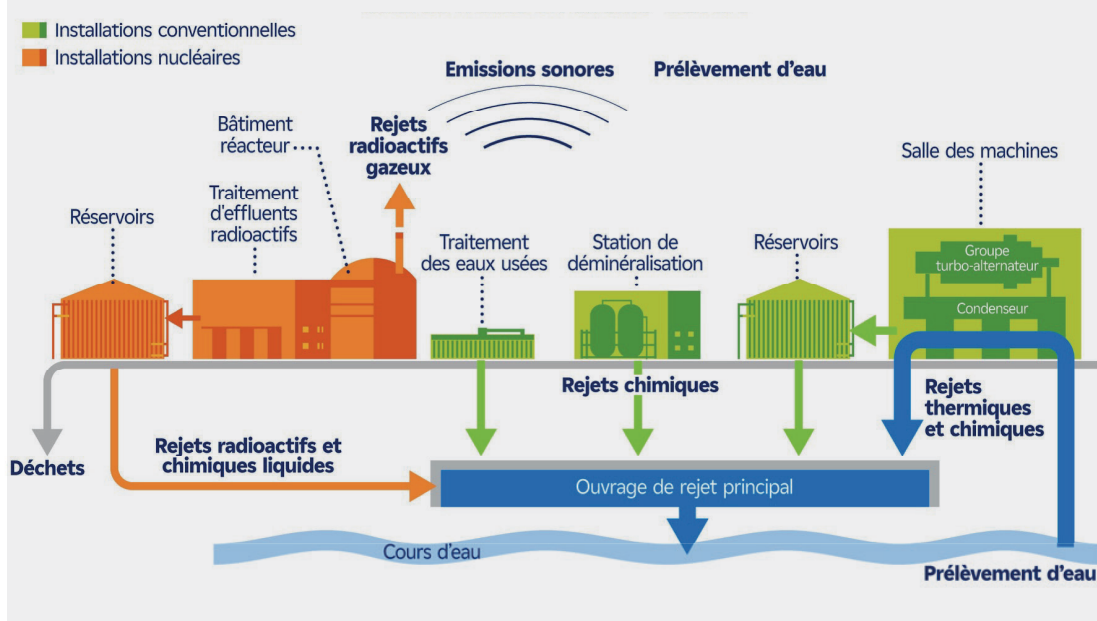 Installations conventionnelles
Installations nucléaires
Emissions sonores
Prélèvement d'eau
Bâtiment
réacteur
Rejets
radioactifs
gazeux
Salle des machines
Traitement
d'effluents
radioactifs
Réservoirs
Traitement
des eaux usées
Station de
déminéralisation
Réservoirs
Groupe
turbo-alternateur
Condenseur
Rejets chimiques
Rejets
thermiques
et chimiques
Déchets
Rejets radioactifs et
chimiques liquides
Ouvrage de rejet principal
Cours d'eau
Prélèvement d'eau